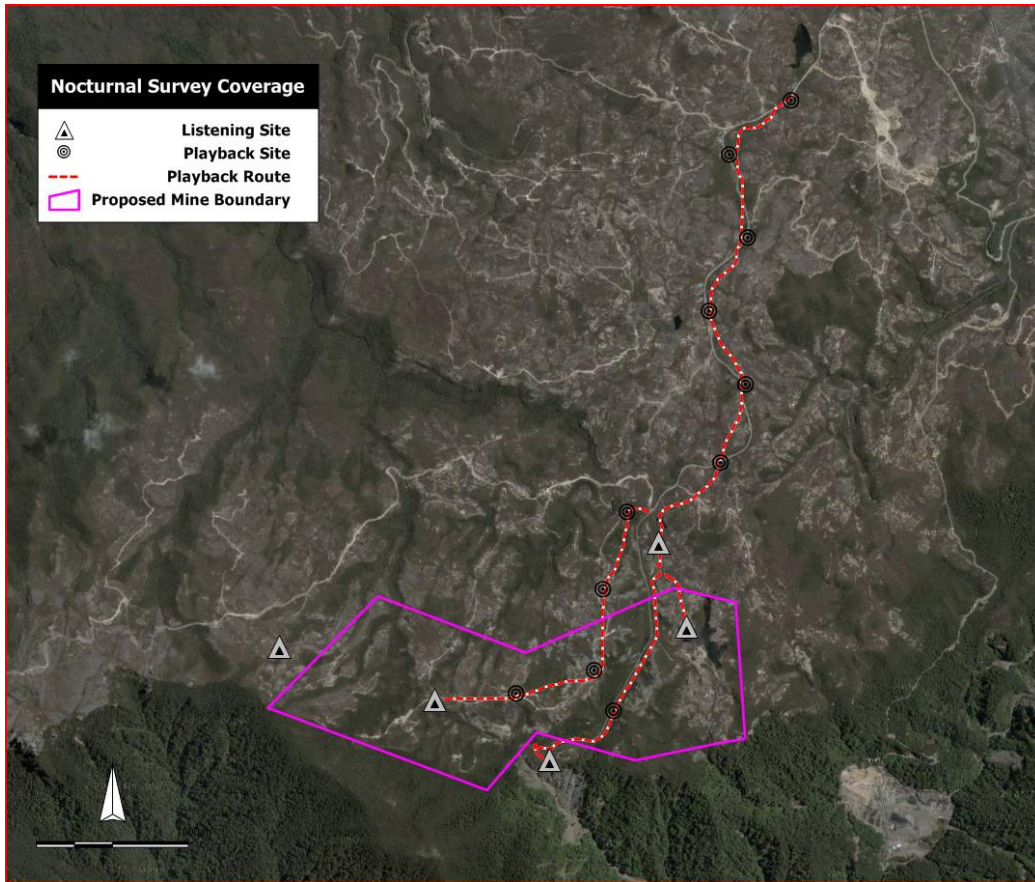 Nocturnal Survey Coverage
Listening Site
Playback Site
Playback Route
Proposed Mine Boundary